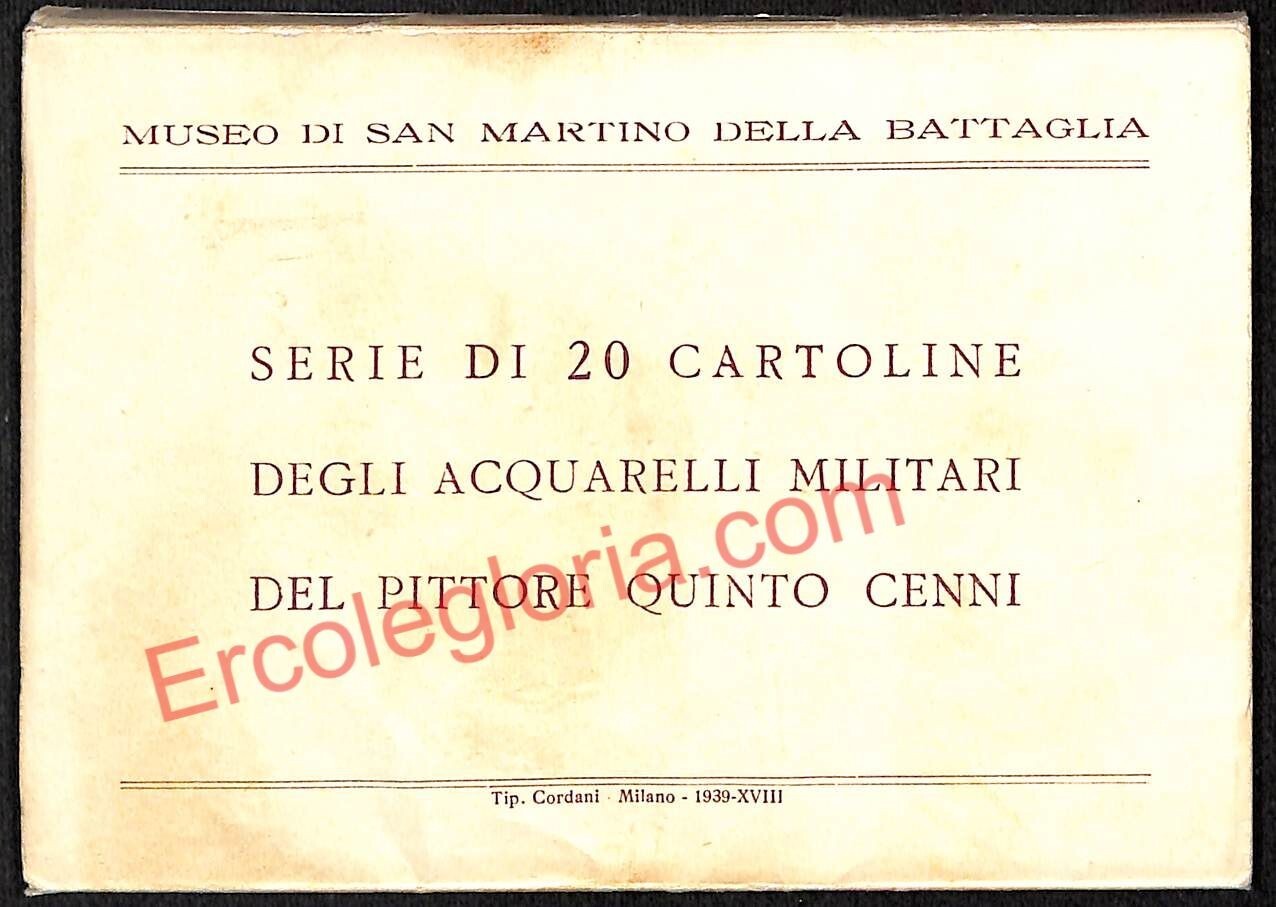 MUSEO DI SAN MARTINO DELLA BATTAGLIA
SERIE DI 20 CARTOLINE
DEGLI ACQUARELLI MILITARI
DEL PITTORE QUINTO CENNI
Ercolegloria.com
Tip. Cordani - Milano - 1939-XVIII